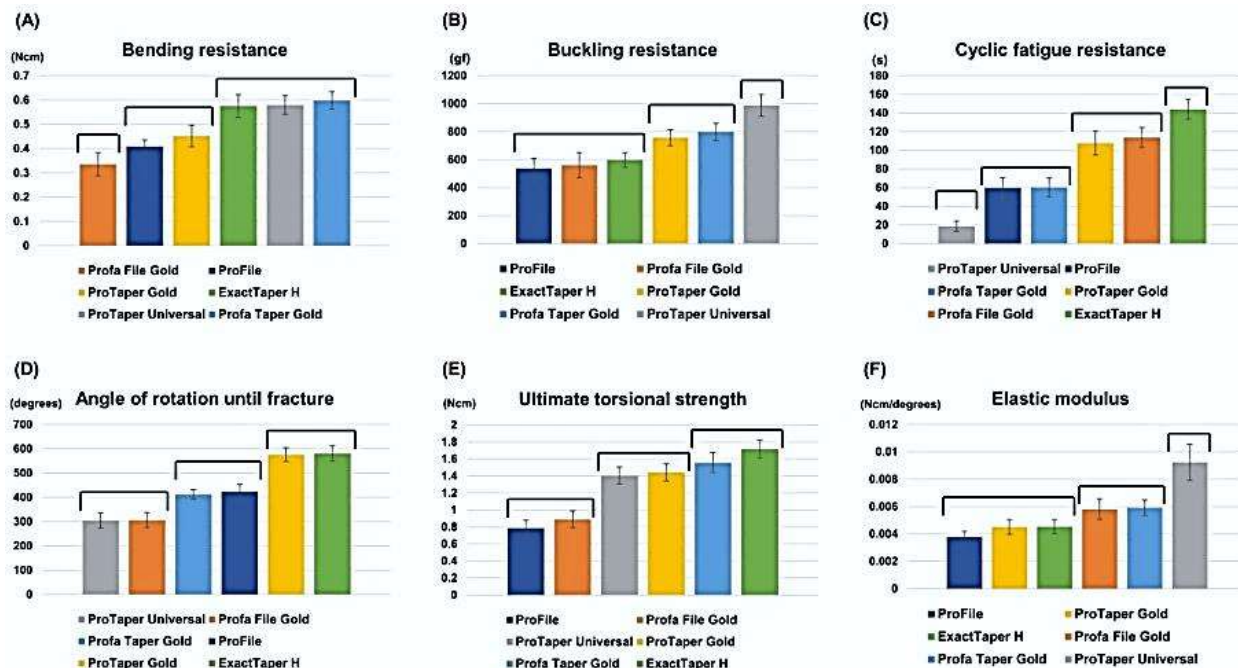 (A)
Bending resistance
(Ncm)
0.7
0.6
0.5
0.4
0.3
0.2
0.1
0
Profa File Gold ProFile
ProTaper Gold ExactTaper H
ProTaper Universal Profa Taper Gold
(B)
Buckling resistance
(gf)
1200
1000
800
600
400
200
0
ProFile Profa File Gold
ExactTaper H ProTaper Gold
Profa Taper Gold ProTaper Universal
(C)
Cyclic fatigue resistance
(s)
180
160
140
120
100
80
60
40
20
0
ProTaper Universal ProFile
Profa Taper Gold ProTaper Gold
Profa File Gold ExactTaper H
(D)
Angle of rotation until fracture
(degrees)
700
600
500
400
300
200
100
0
ProTaper Universal Profa File Gold
Profa Taper Gold ProFile
ProTaper Gold ExactTaper H
(E)
Ultimate torsional strength
(Ncm)
2
1.8
1.6
1.4
1.2
1
0.8
0.6
0.4
0.2
0
ProFile Profa File Gold
ProTaper Universal ProTaper Gold
Profa Taper Gold ExactTaper H
(F)
Elastic modulus
(Ncm/degrees)
0.012
0.01
0.008
0.006
0.004
0.002
0
ProFile ProTaper Gold
ExactTaper H Profa File Gold
Profa Taper Gold ProTaper Universal